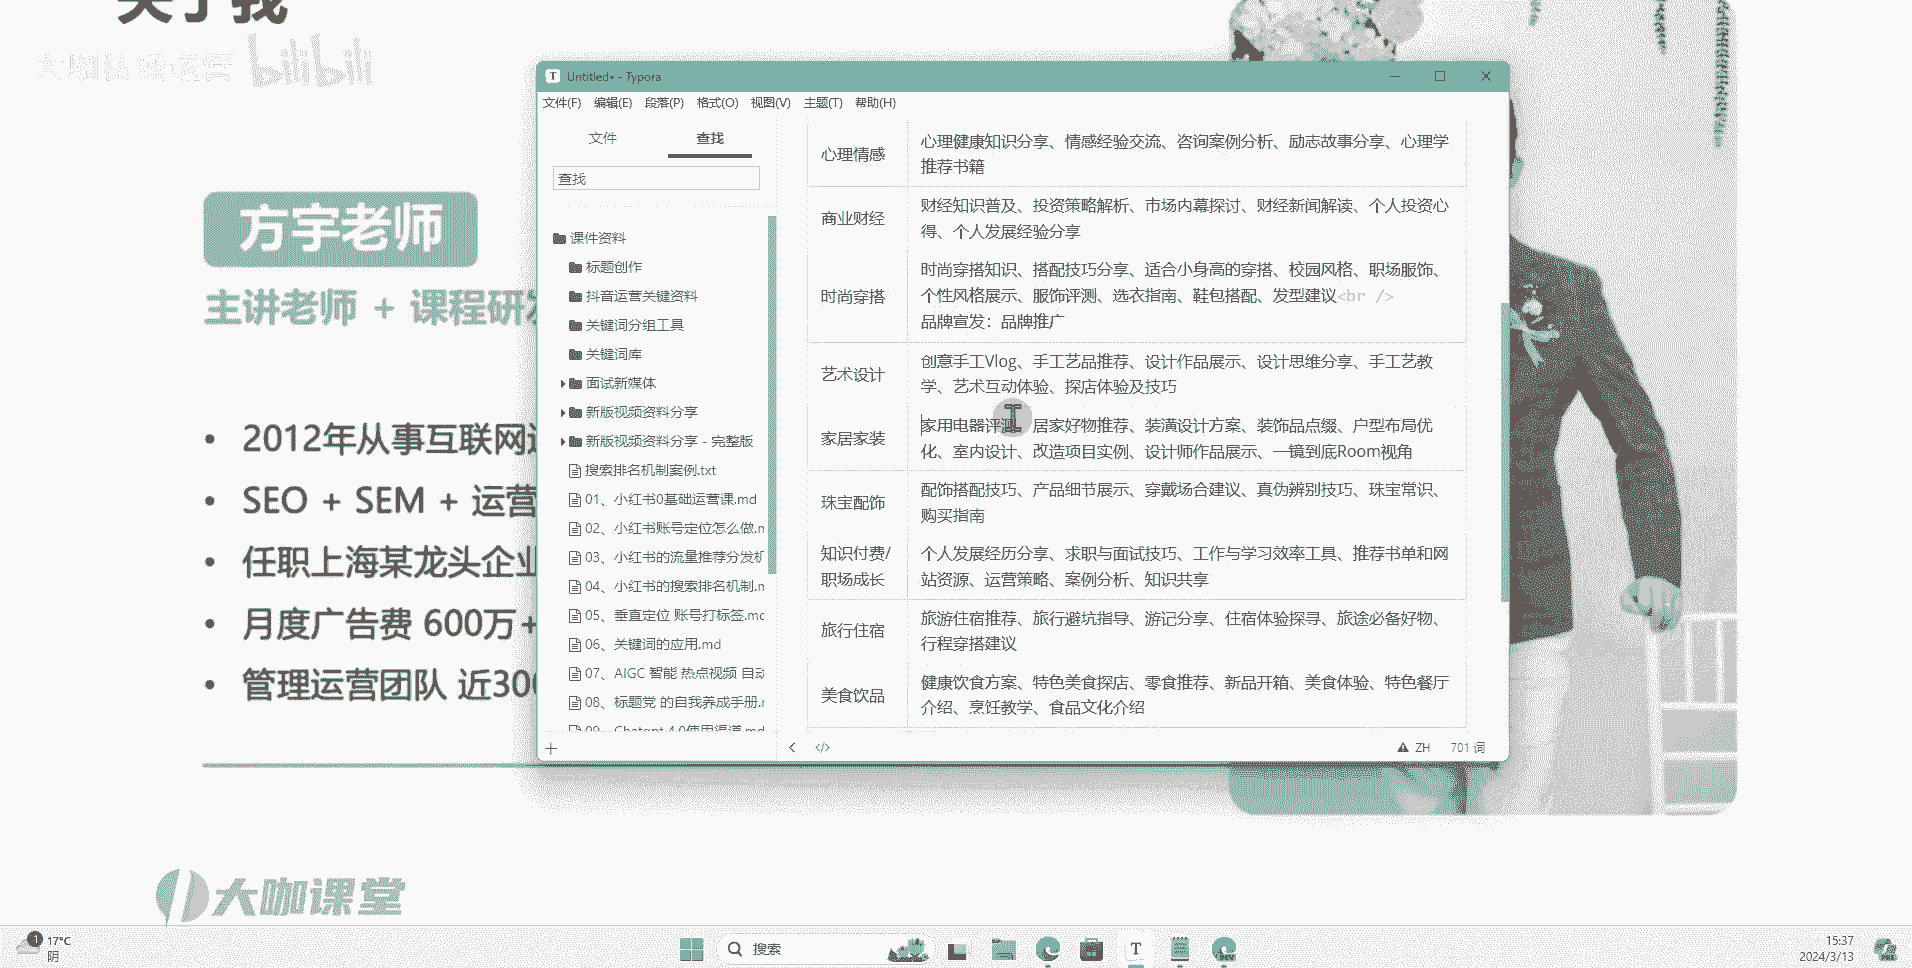 关于我
大咖私域运营 bilibili
方宇老师
主讲老师 + 课程研发
2012年从事互联网
SEO + SEM + 运营
任职上海某龙头企业
月度广告费 600万+
管理运营团队 近30
大咖课堂
Untitled• - Typora
文件(F) 编辑(E) 段落(P) 格式(O) 视图(V) 主题(T) 帮助(H)
文件 查找
查找
课件资料
标题创作
抖音运营关键资料
关键词分组工具
关键词库
面试新媒体
新版视频资料分享
新版视频资料分享 - 完整版
搜索排名机制案例.txt
01、小红书0基础运营课.md
02、小红书账号定位怎么做.m
03、小红书的流量推荐分发机
04、小红书的搜索排名机制.m
05、垂直定位 账号打标签.mc
06、关键词的应用.md
07、AIGC 智能 热点视频 自动
08、标题党 的自我养成手册.r
09、Chatgpt 4.0使用渠道.md
心理情感
心理健康知识分享、情感经验交流、咨询案例分析、励志故事分享、心理学
推荐书籍
商业财经
财经知识普及、投资策略解析、市场内幕探讨、财经新闻解读、个人投资心
得、个人发展经验分享
时尚穿搭
时尚穿搭知识、搭配技巧分享、适合小身高的穿搭、校园风格、职场服饰、
个性风格展示、服饰评测、选衣指南、鞋包搭配、发型建议<br />
品牌宣发：品牌推广
艺术设计
创意手工Vlog、手工艺品推荐、设计作品展示、设计思维分享、手工艺教
学、艺术互动体验、探店体验及技巧
家居家装
家用电器评测、居家好物推荐、装潢设计方案、装饰品点缀、户型布局优
化、室内设计、改造项目实例、设计师作品展示、一镜到底Room视角
珠宝配饰
配饰搭配技巧、产品细节展示、穿戴场合建议、真伪辨别技巧、珠宝常识、
购买指南
知识付费/
职场成长
个人发展经历分享、求职与面试技巧、工作与学习效率工具、推荐书单和网
站资源、运营策略、案例分析、知识共享
旅行住宿
旅游住宿推荐、旅行避坑指导、游记分享、住宿体验探寻、旅途必备好物、
行程穿搭建议
美食饮品
健康饮食方案、特色美食探店、零食推荐、新品开箱、美食体验、特色餐厅
介绍、烹饪教学、食品文化介绍
</> ZH 701 词
1 17°C
阴
搜索
DEV
15:37
2024/3/13
PRE